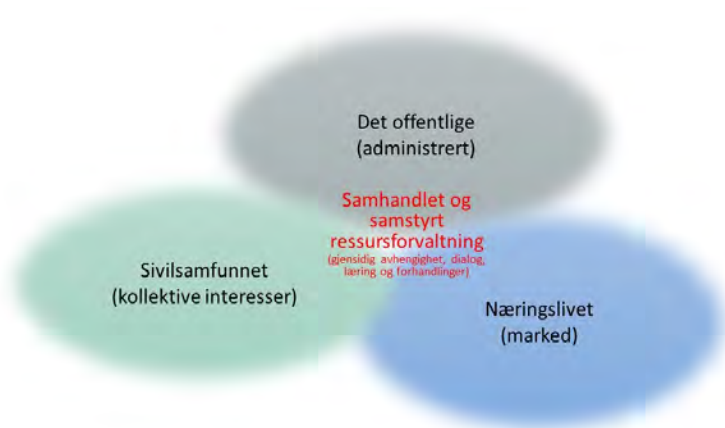 Det offentlige
(administrert)
Samhandlet og
samstyrt
ressursforvaltning
(gjensidig avhengighet, dialog,
læring og forhandlinger)
Sivilsamfunnet
(kollektive interesser)
Næringslivet
(marked)